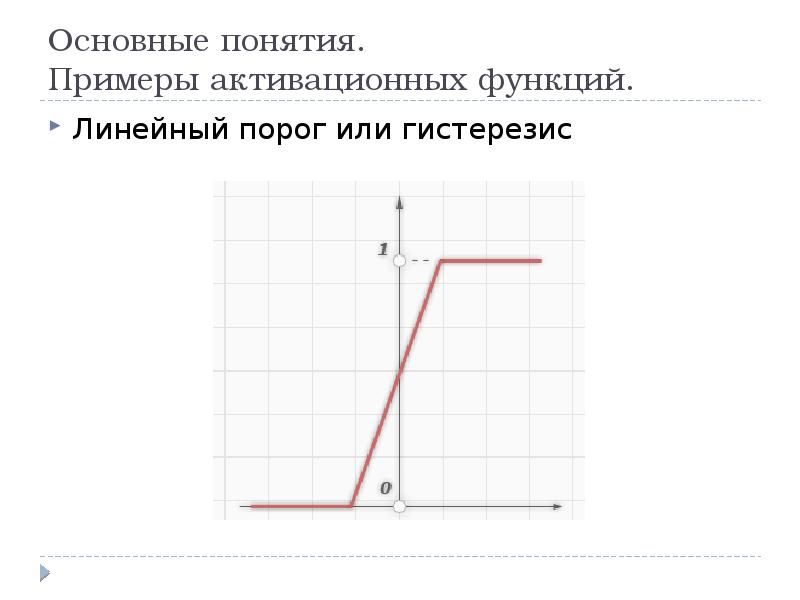 Основные понятия.
Примеры активационных функций.
Линейный порог или гистерезис
1
0